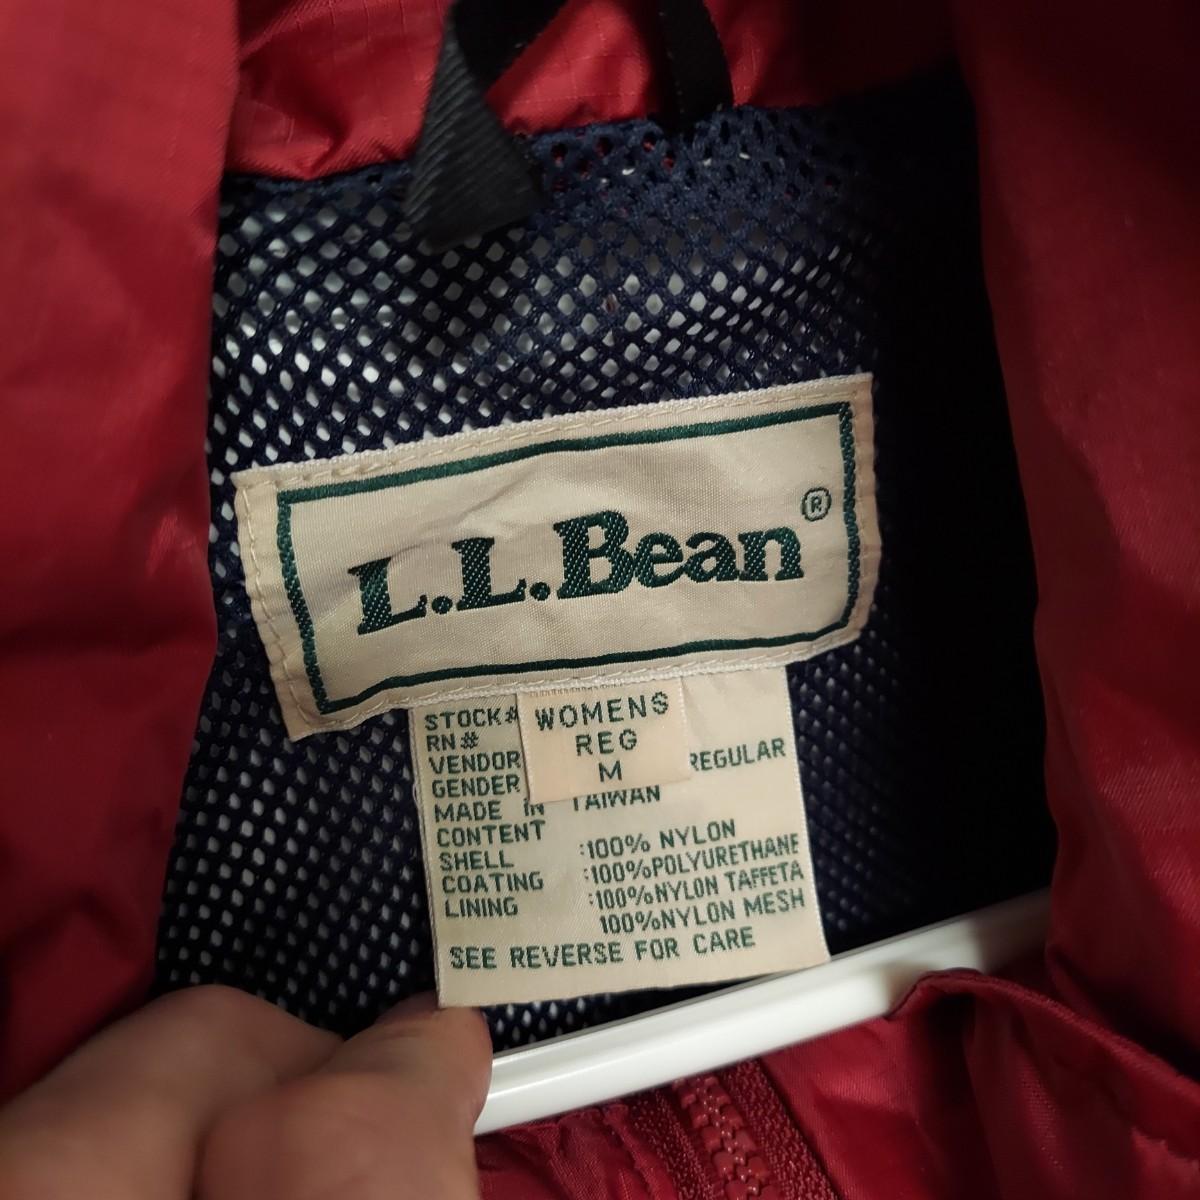 L.L.Bean®
WOMENS
REG
M
STOCK#
RN#
VENDOR
REGULAR
GENDER
MADE IN TAIWAN
CONTENT
SHELL :100% NYLON
COATING :100%POLYURETHANE
LINING :100%NYLON TAFFETA
100%NYLON MESH
SEE REVERSE FOR CARE